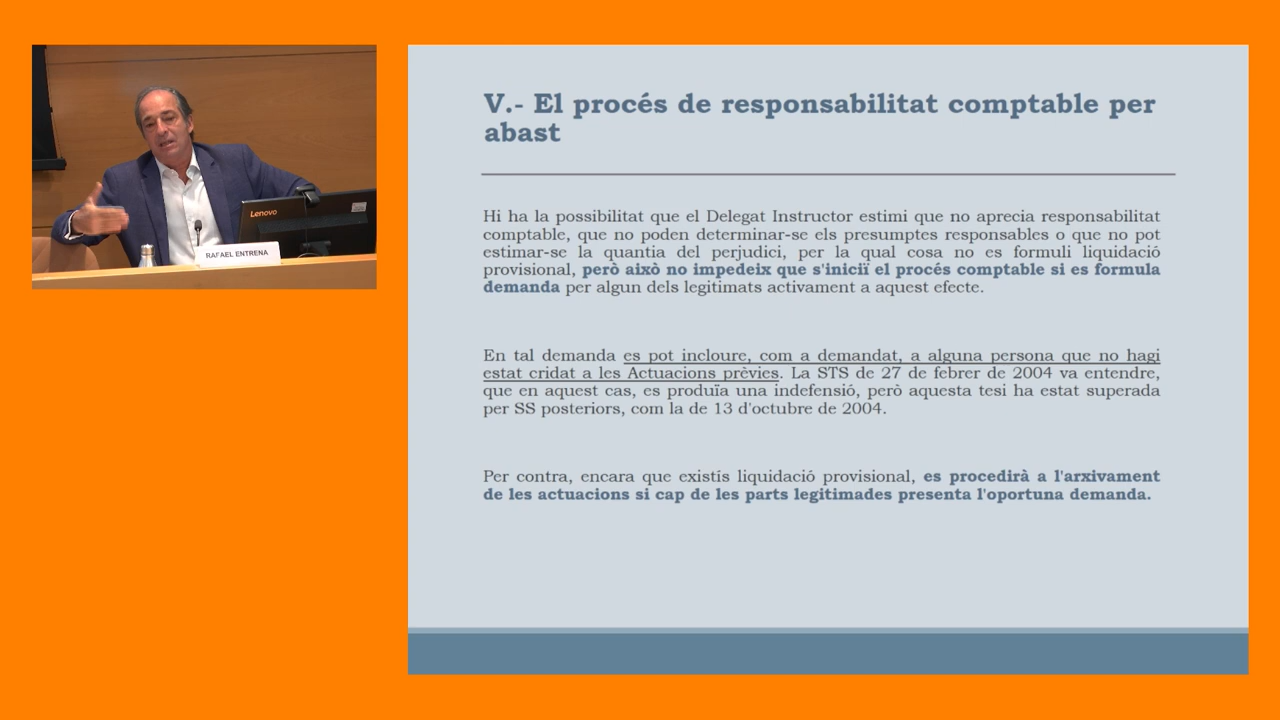 Lenovo
RAFAEL ENTRENA
V.- El procés de responsabilitat comptable per
abast
Hi ha la possibilitat que el Delegat Instructor estimi que no aprecia responsabilitat
comptable, que no poden determinar-se els presumptes responsables o que no pot
estimar-se la quantia del perjudici, per la qual cosa no es formuli liquidació
provisional, però això no impedeix que s'iniciï el procés comptable si es formula
demanda per algun dels legitimats activament a aquest efecte.
En tal demanda es pot incloure, com a demandat, a alguna persona que no hagi
estat cridat a les Actuacions prèvies. La STS de 27 de febrer de 2004 va entendre,
que en aquest cas, es produïa una indefensió, però aquesta tesi ha estat superada
per SS posteriors, com la de 13 d'octubre de 2004.
Per contra, encara que existís liquidació provisional, es procedirà a l'arxivament
de les actuacions si cap de les parts legitimades presenta l'oportuna demanda.